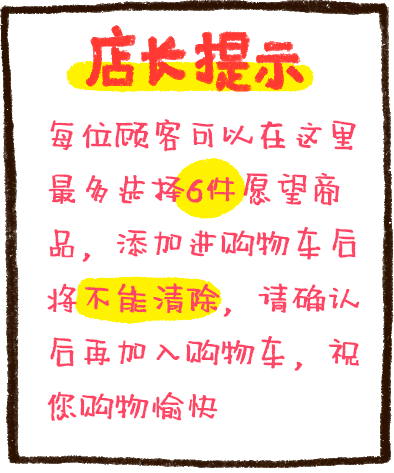 店长提示
每位顾客可以在这里
最多选择6件愿望商
品，添加进购物车后
将不能清除，请确认
后再加入购物车，祝
您购物愉快